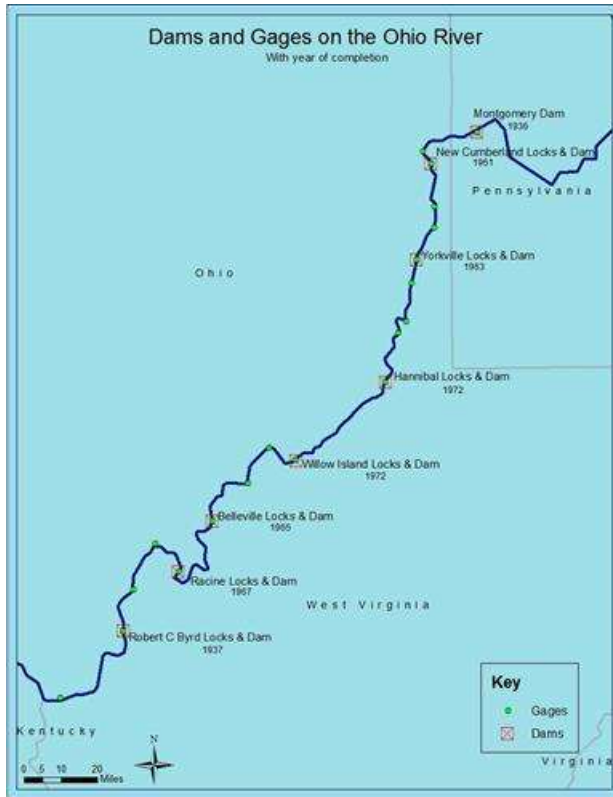 Dams and Gages on the Ohio River
With year of completion
Montgomery Dam
1936
New Cumberland Locks & Dam
1961
Pennsylvania
Yorkville Locks & Dam
1963
Ohio
Hannibal Locks & Dam
1972
Willow Island Locks & Dam
1972
Belleville Locks & Dam
1965
Racine Locks & Dam
1967
West Virginia
Robert C Byrd Locks & Dam
1937
Key
Gages
Dams
Kentucky
N
Virginia
0 5 10 20
Miles